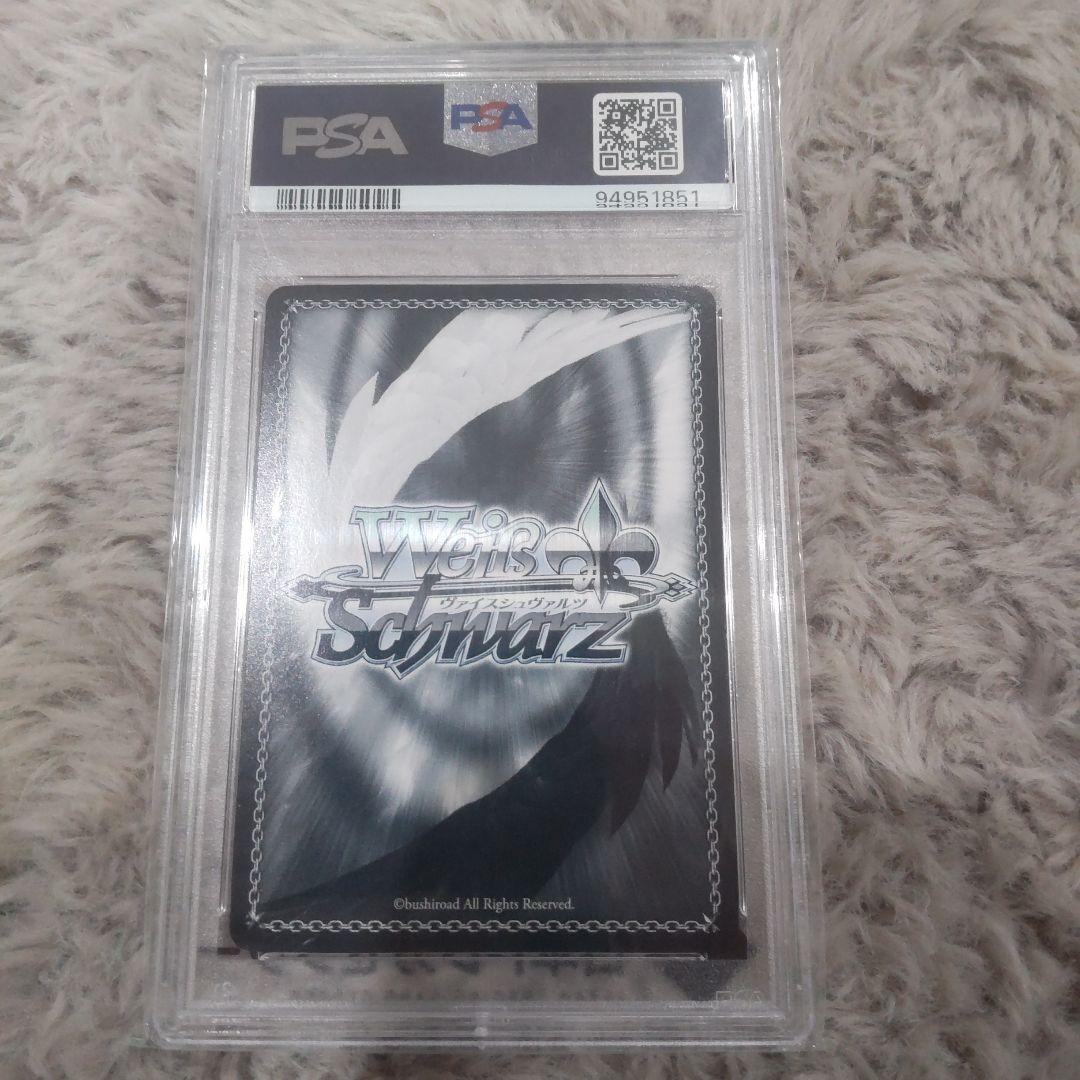 PSA
PSA
94951851
Weiß
ヴァイスシュヴァルツ
Schwarz
©bushiroad All Rights Reserved.